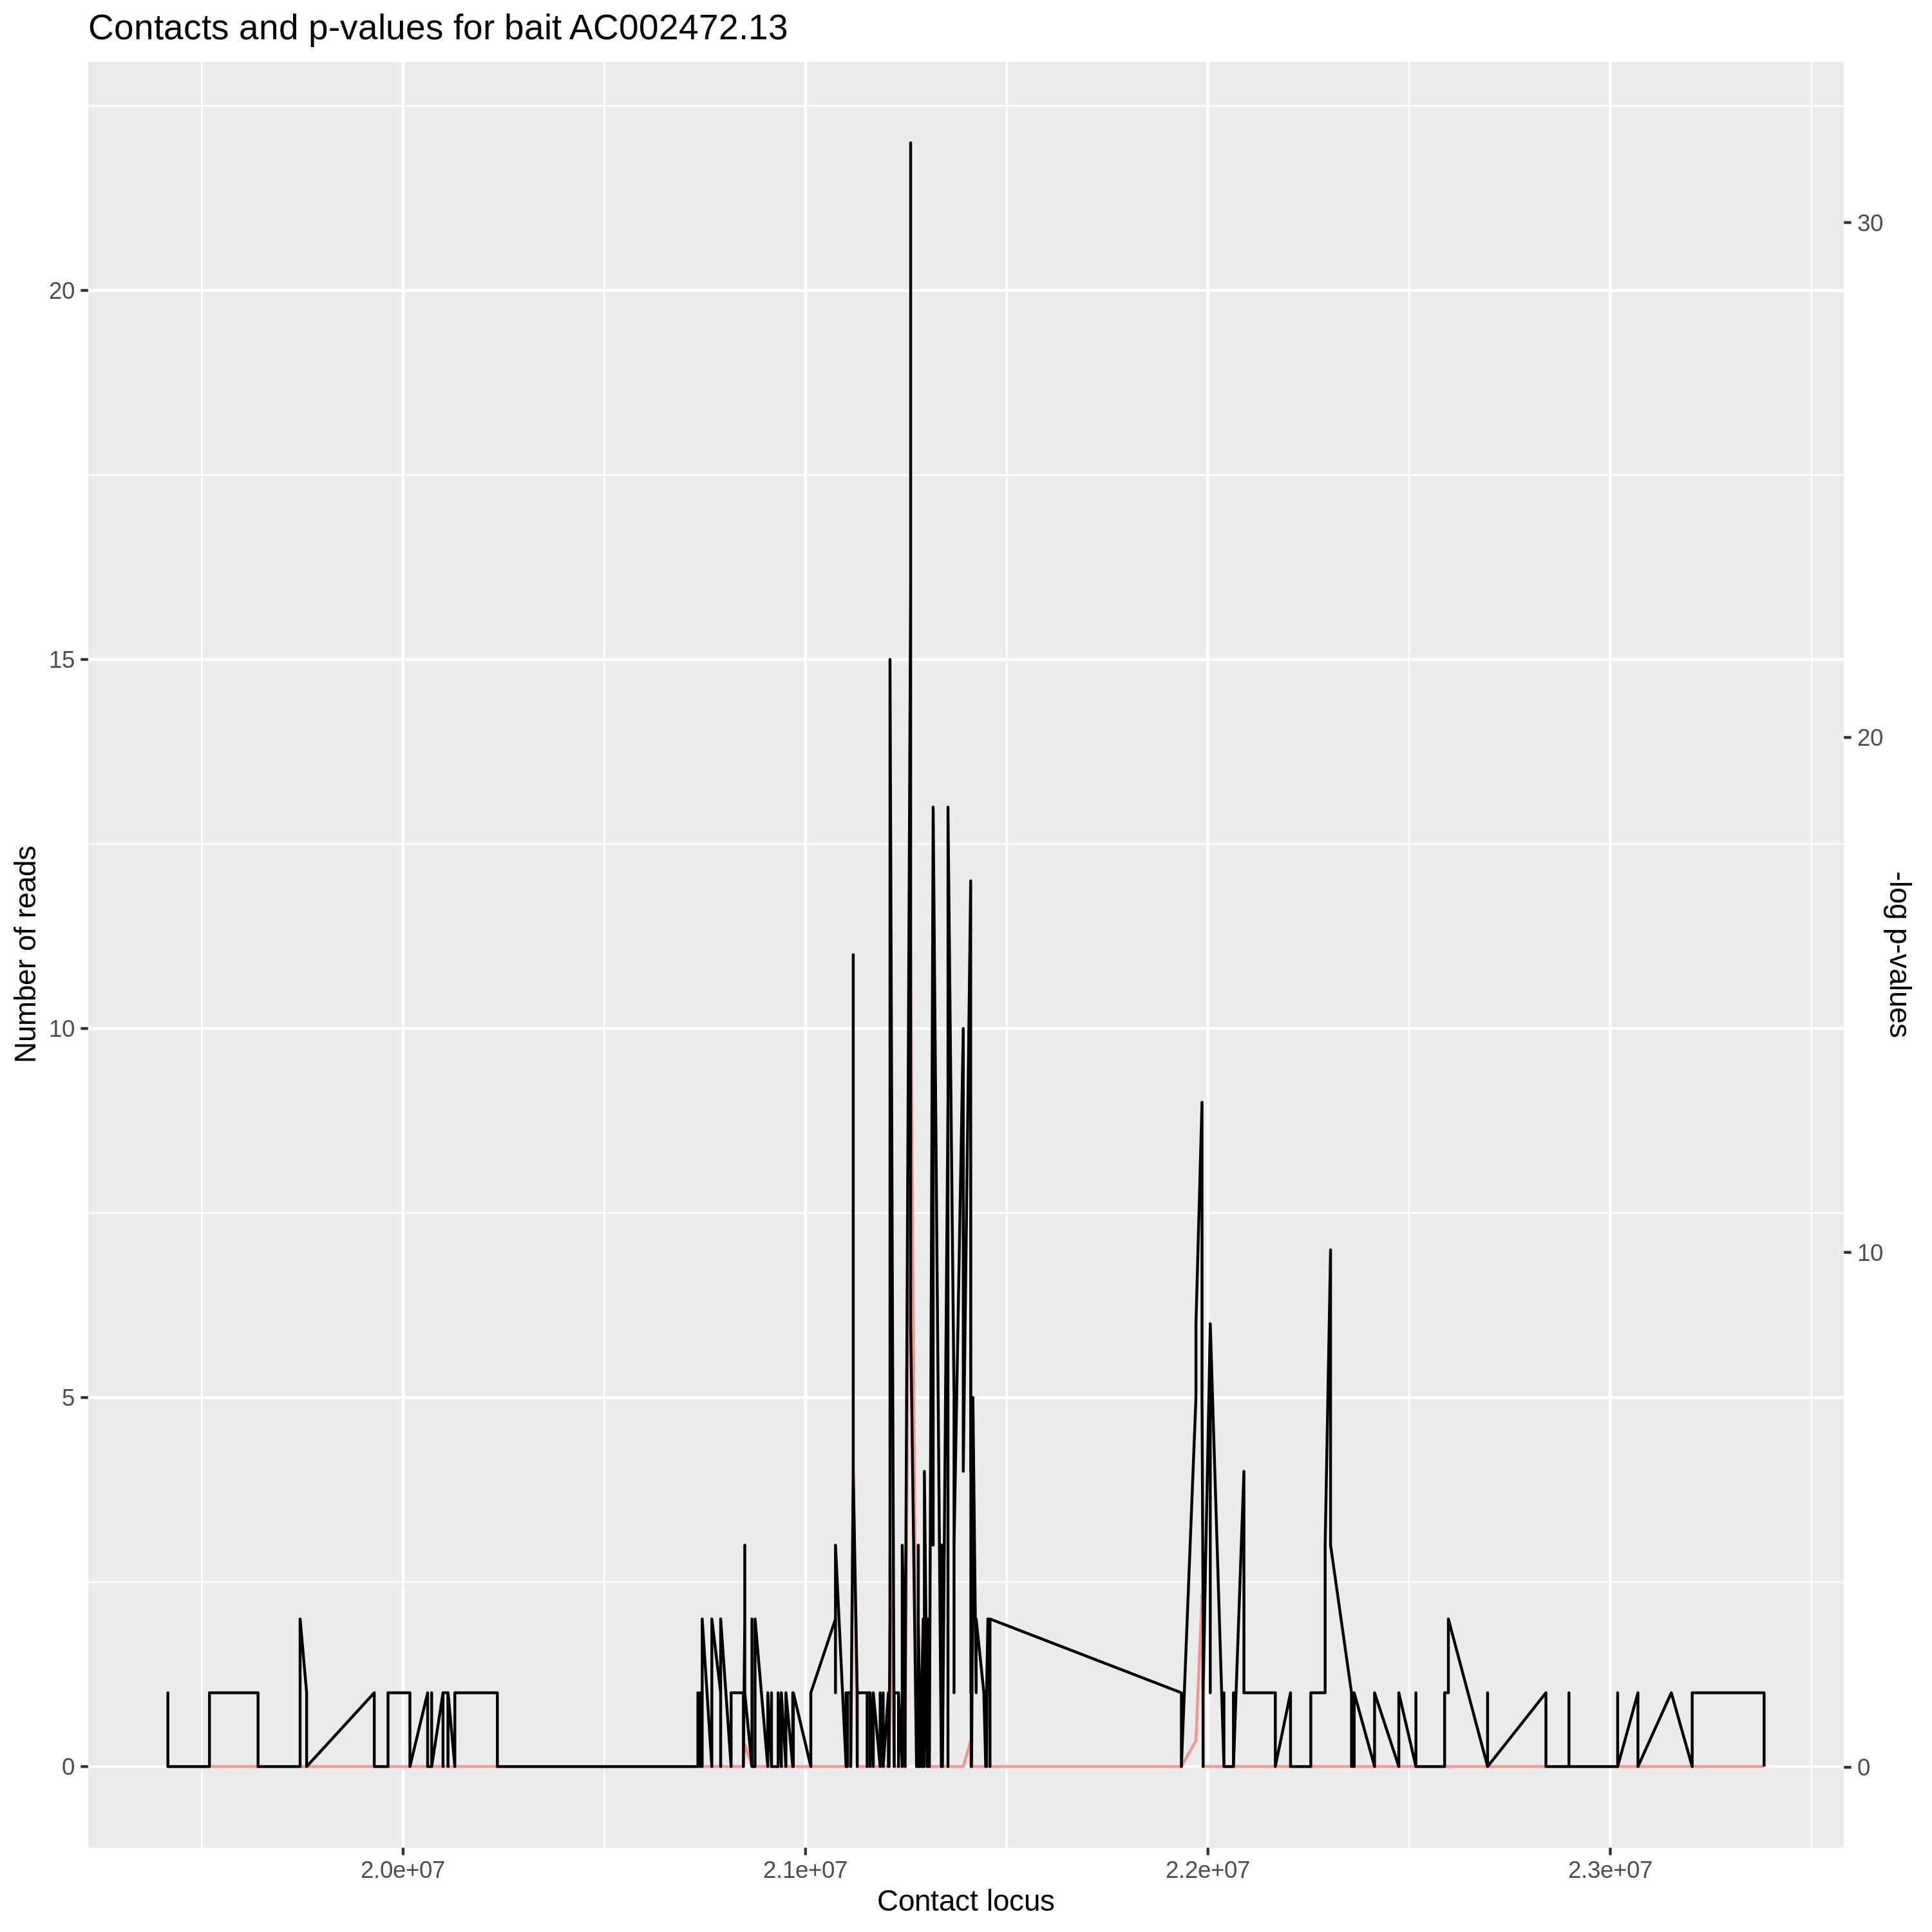 Contacts and p-values for bait AC002472.13
Number of reads
20
15
10
5
0
30
20
10
0
-log p-values
2.0e+07 2.1e+07 2.2e+07 2.3e+07
Contact locus